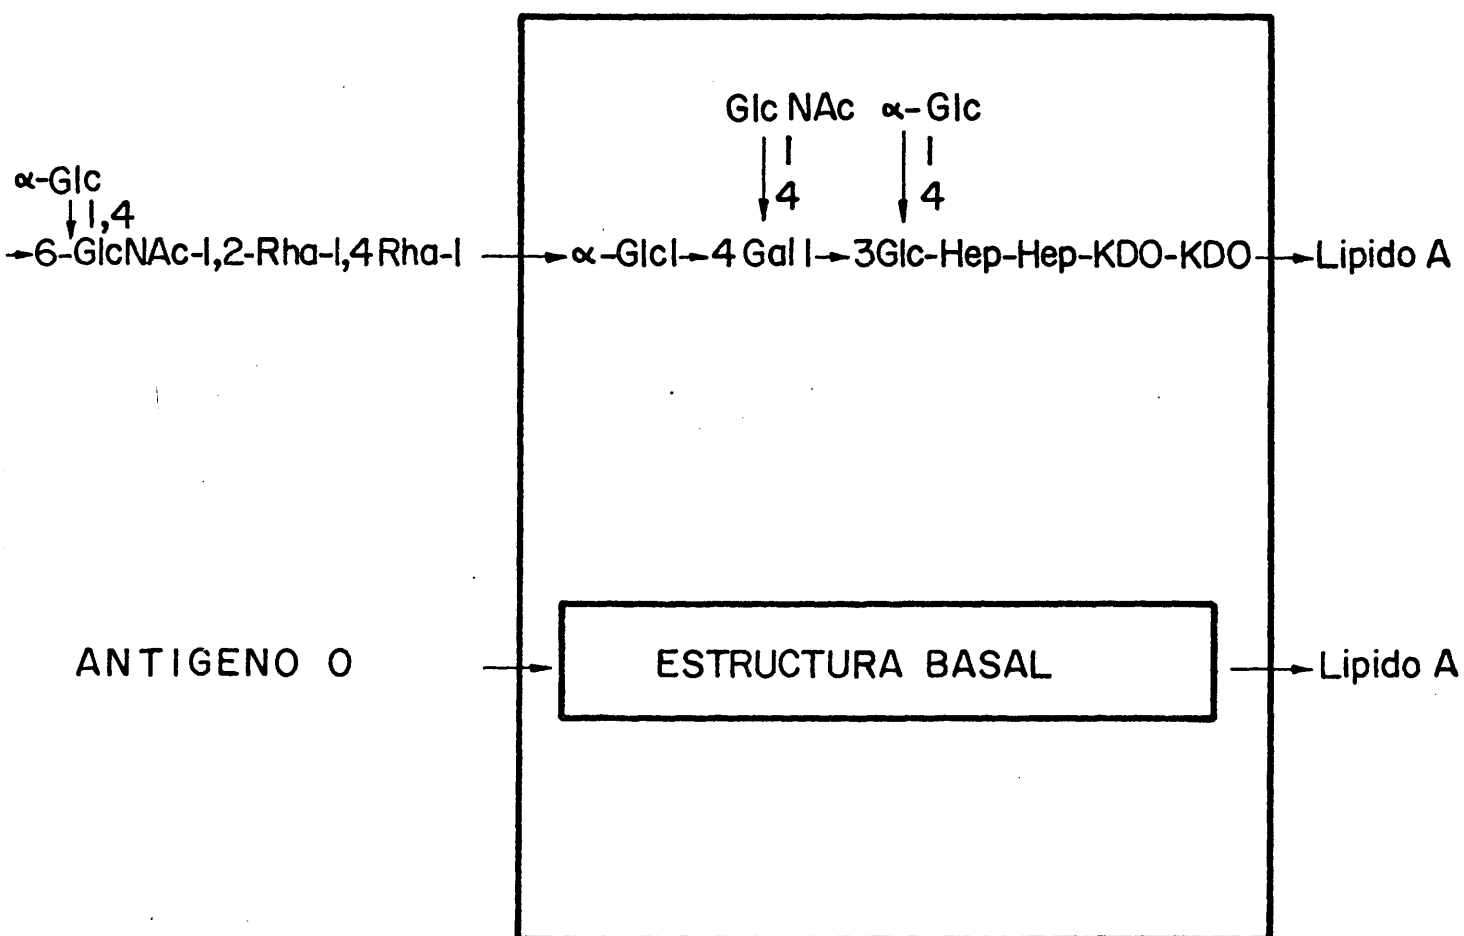 Glc NAc α-Glc
1 1
4 4
α-Glc
1,4
→6-GlcNAc-1,2-Rha-1,4 Rha-1 → α-Glc1→4 Gal 1→3Glc-Hep-Hep-KDO-KDO→Lipido A
ANTIGENO O → ESTRUCTURA BASAL → Lipido A